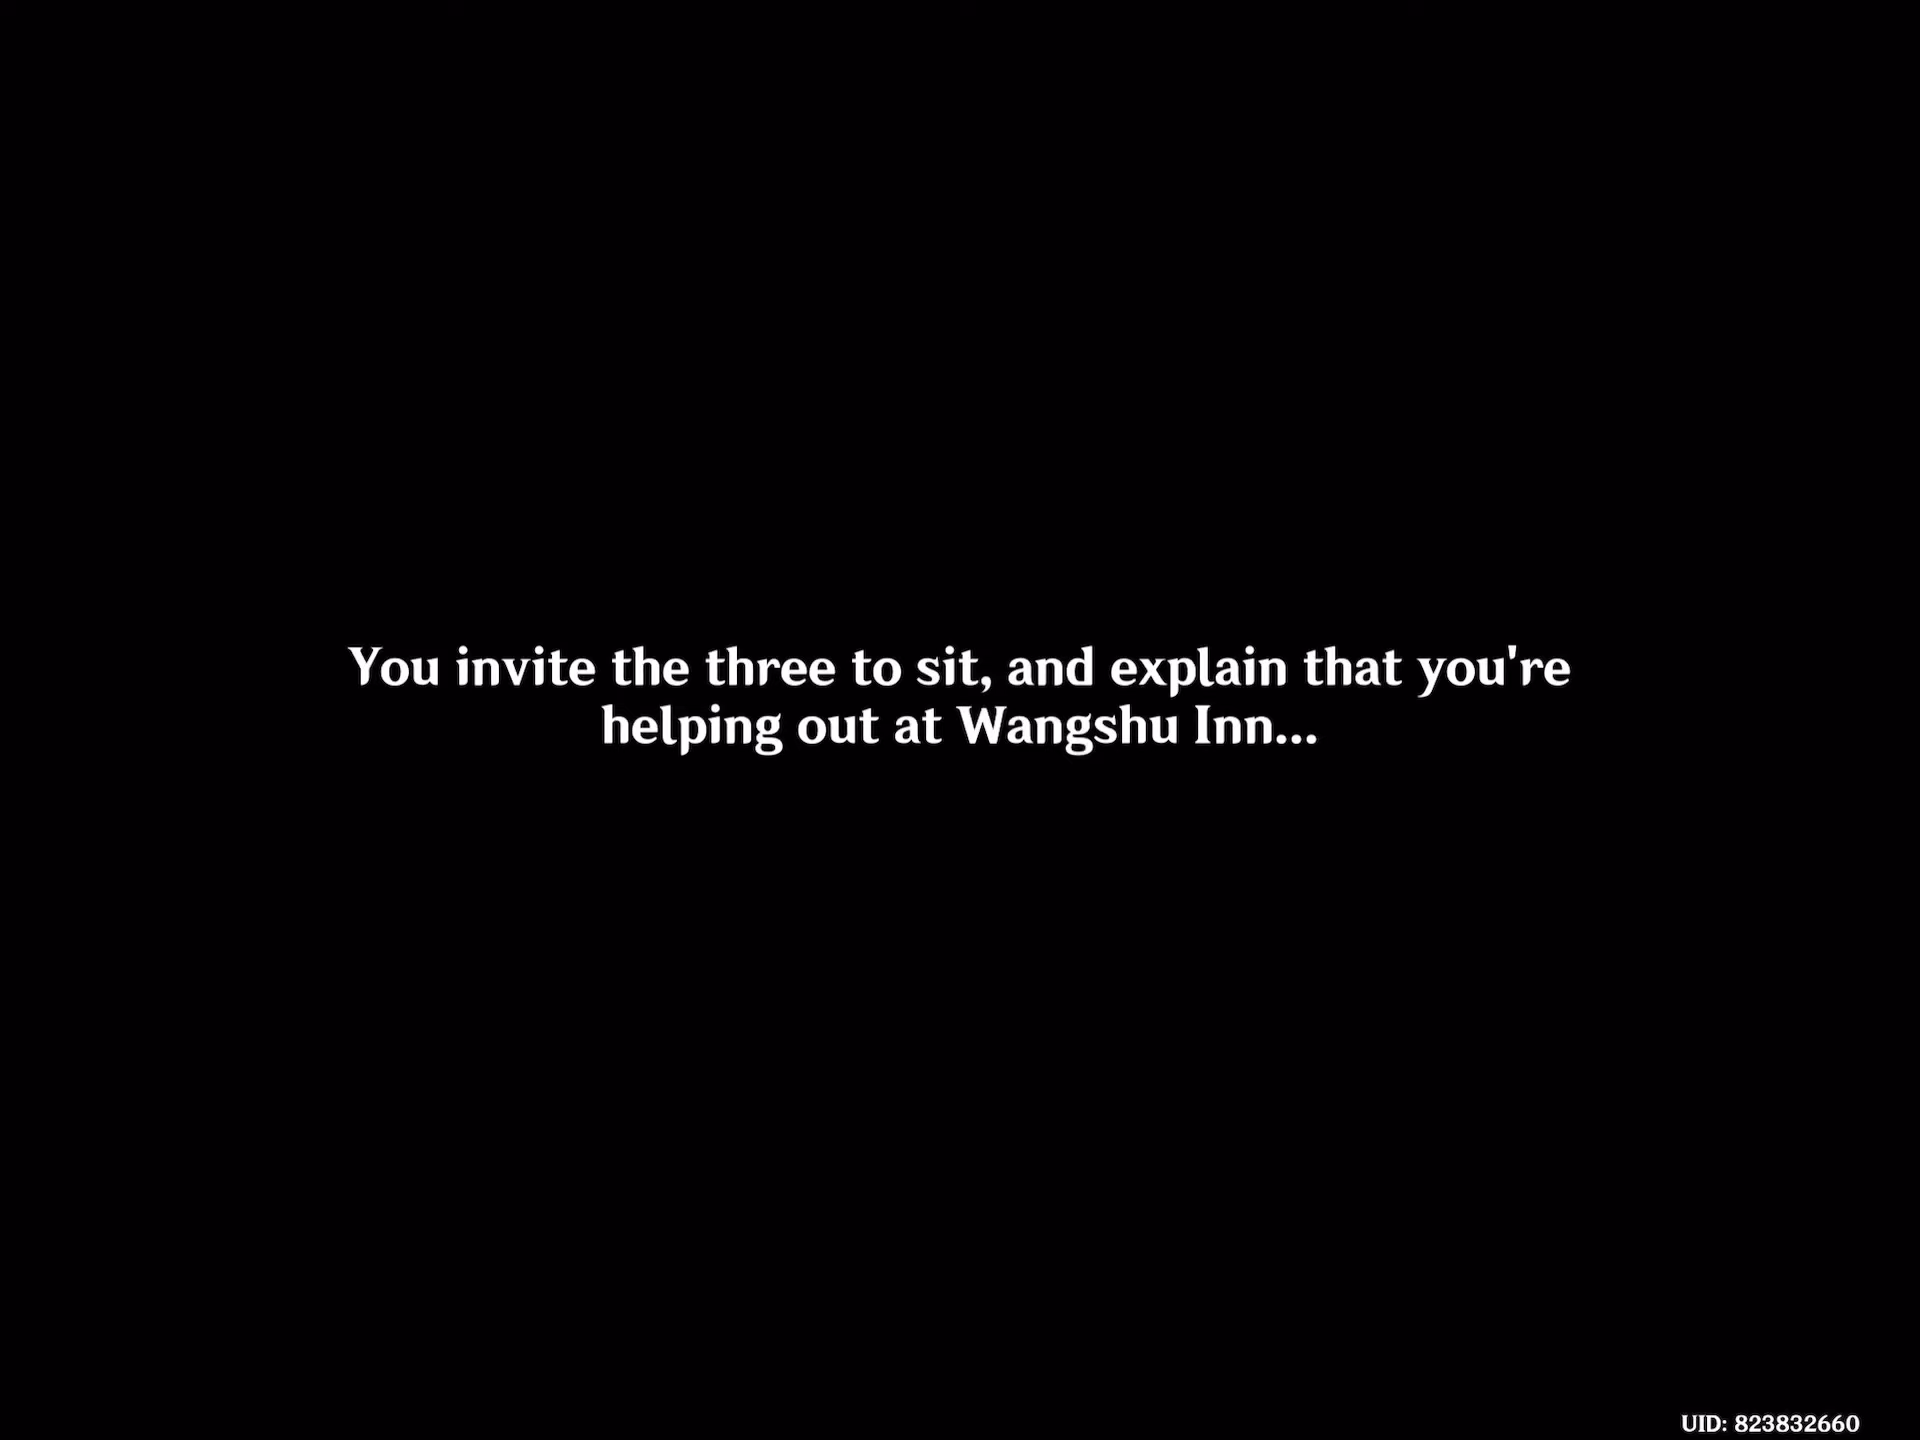 You invite the three to sit, and explain that you're
helping out at Wangshu Inn...
UID: 823832660